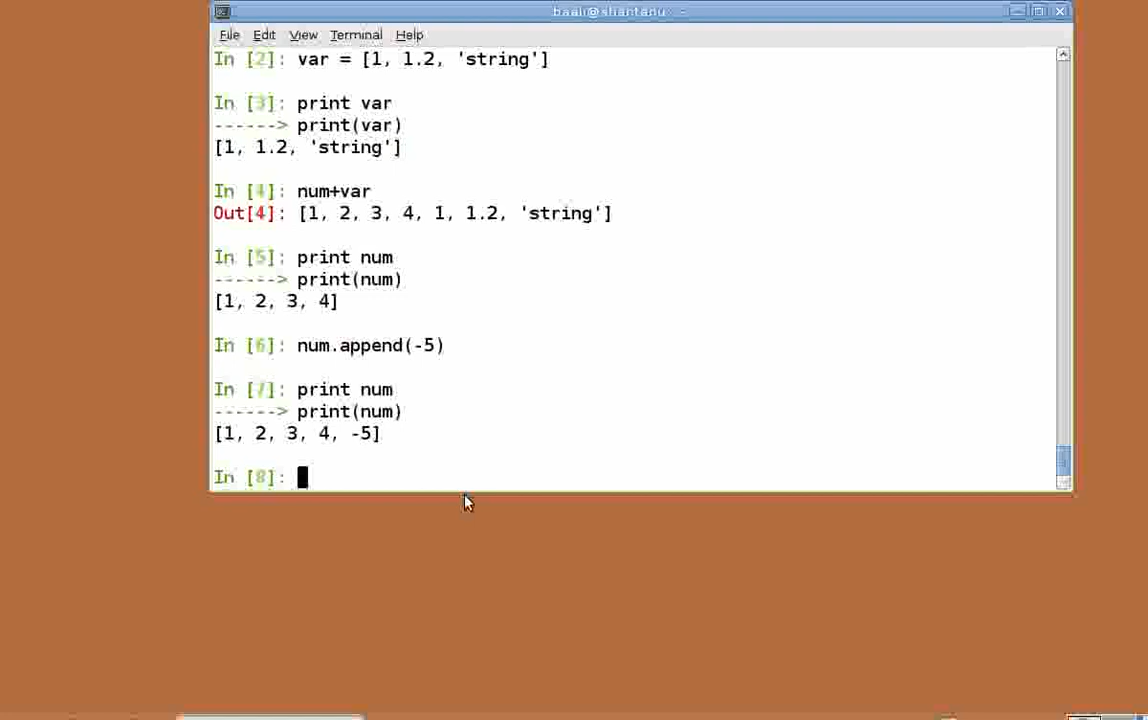 baali@shantanu: ~
File Edit View Terminal Help
In [2]: var = [1, 1.2, 'string']
In [3]: print var
------> print(var)
[1, 1.2, 'string']
In [4]: num+var
Out[4]: [1, 2, 3, 4, 1, 1.2, 'string']
In [5]: print num
------> print(num)
[1, 2, 3, 4]
In [6]: num.append(-5)
In [7]: print num
------> print(num)
[1, 2, 3, 4, -5]
In [8]: